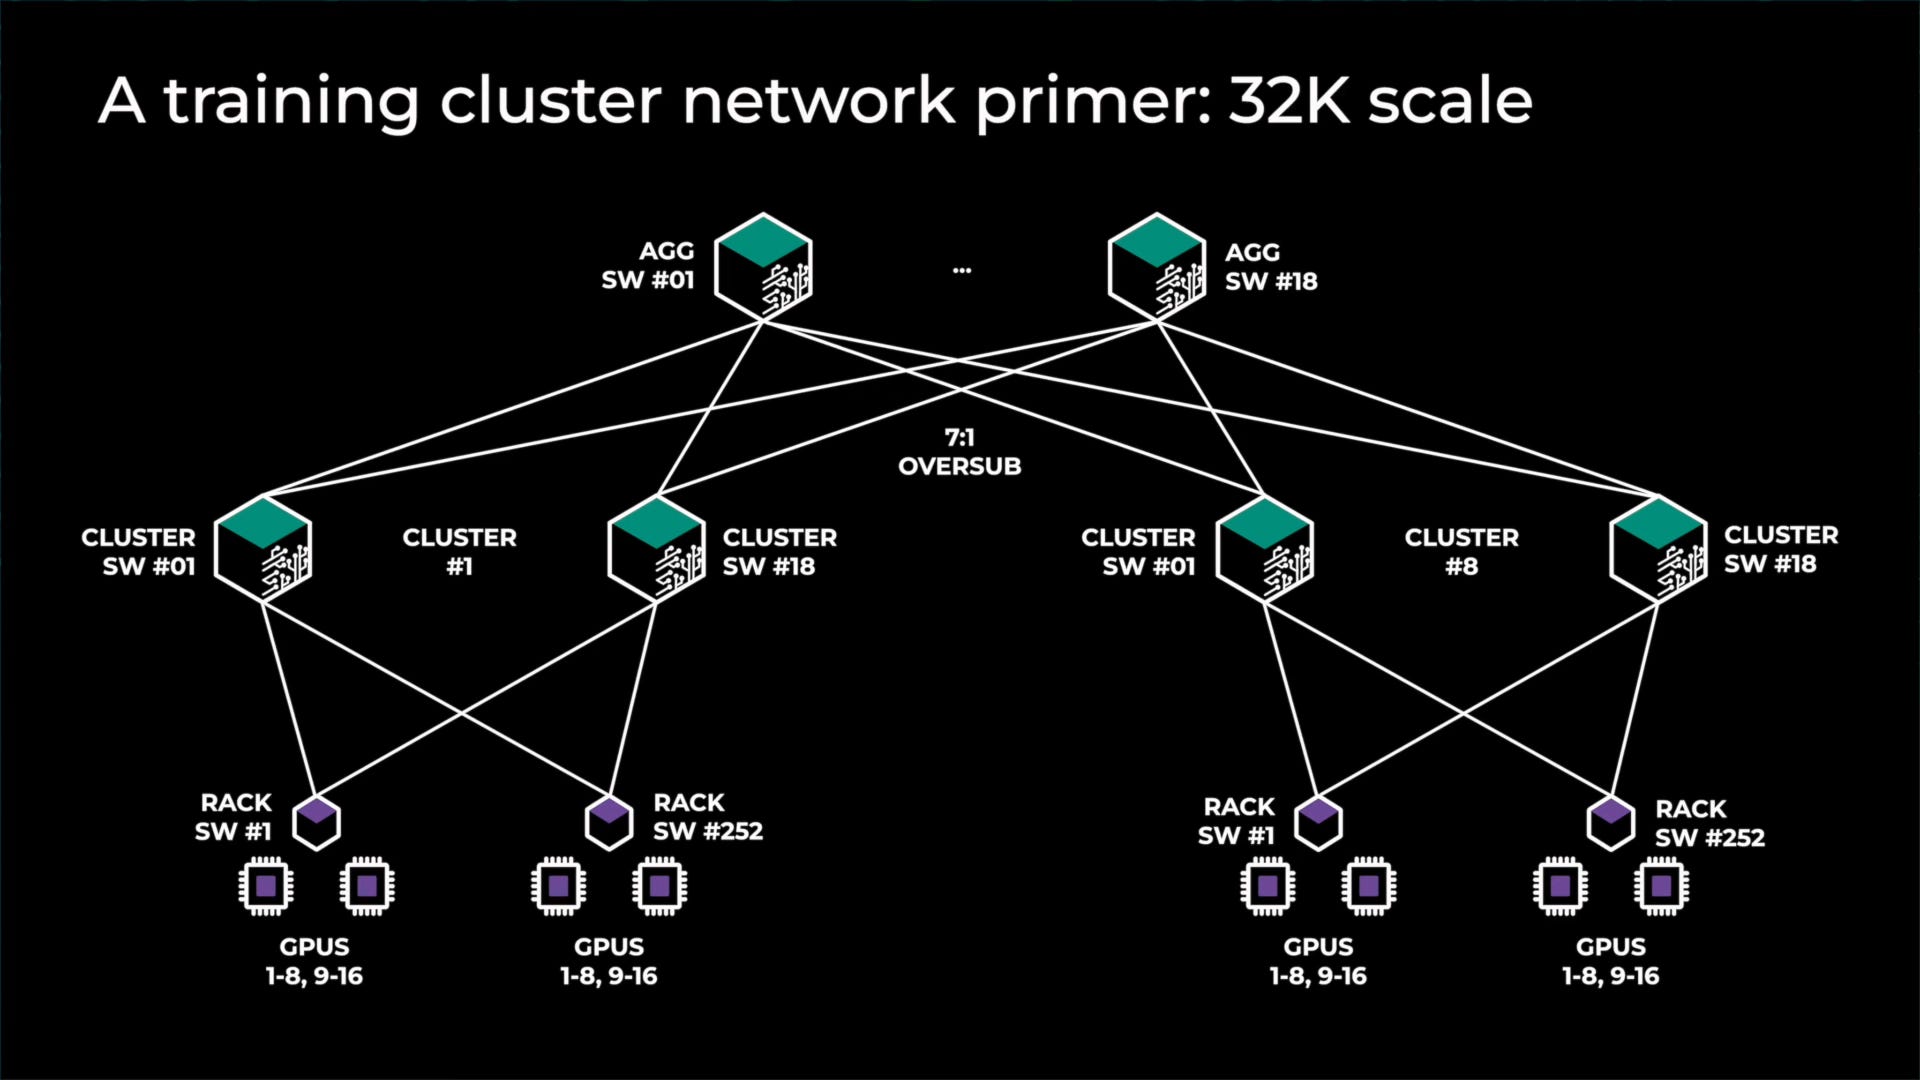 A training cluster network primer: 32K scale
AGG
SW #01
...
AGG
SW #18
7:1
OVERSUB
CLUSTER
SW #01
CLUSTER
#1
CLUSTER
SW #18
CLUSTER
SW #01
CLUSTER
#8
CLUSTER
SW #18
RACK
SW #1
RACK
SW #252
RACK
SW #1
RACK
SW #252
GPUS
1-8, 9-16
GPUS
1-8, 9-16
GPUS
1-8, 9-16
GPUS
1-8, 9-16